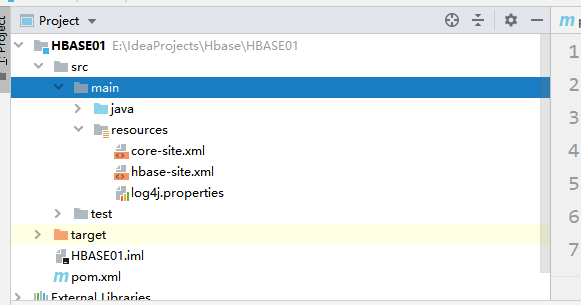 Project
HBASE01 E:\IdeaProjects\Hbase\HBASE01
src
main
java
resources
core-site.xml
hbase-site.xml
log4j.properties
test
target
HBASE01.iml
pom.xml
External Libraries
1: Project
1
2
3
4
5
6
7